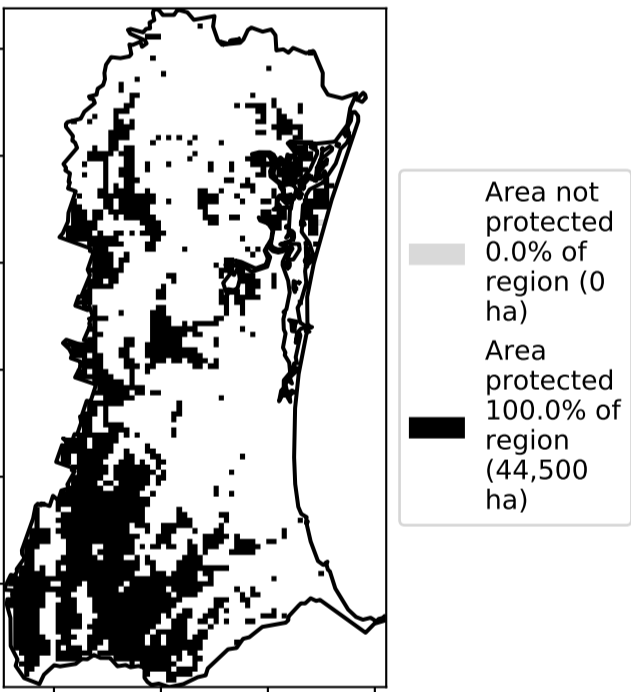 Area not
protected
0.0% of
region (0
ha)
Area
protected
100.0% of
region
(44,500
ha)